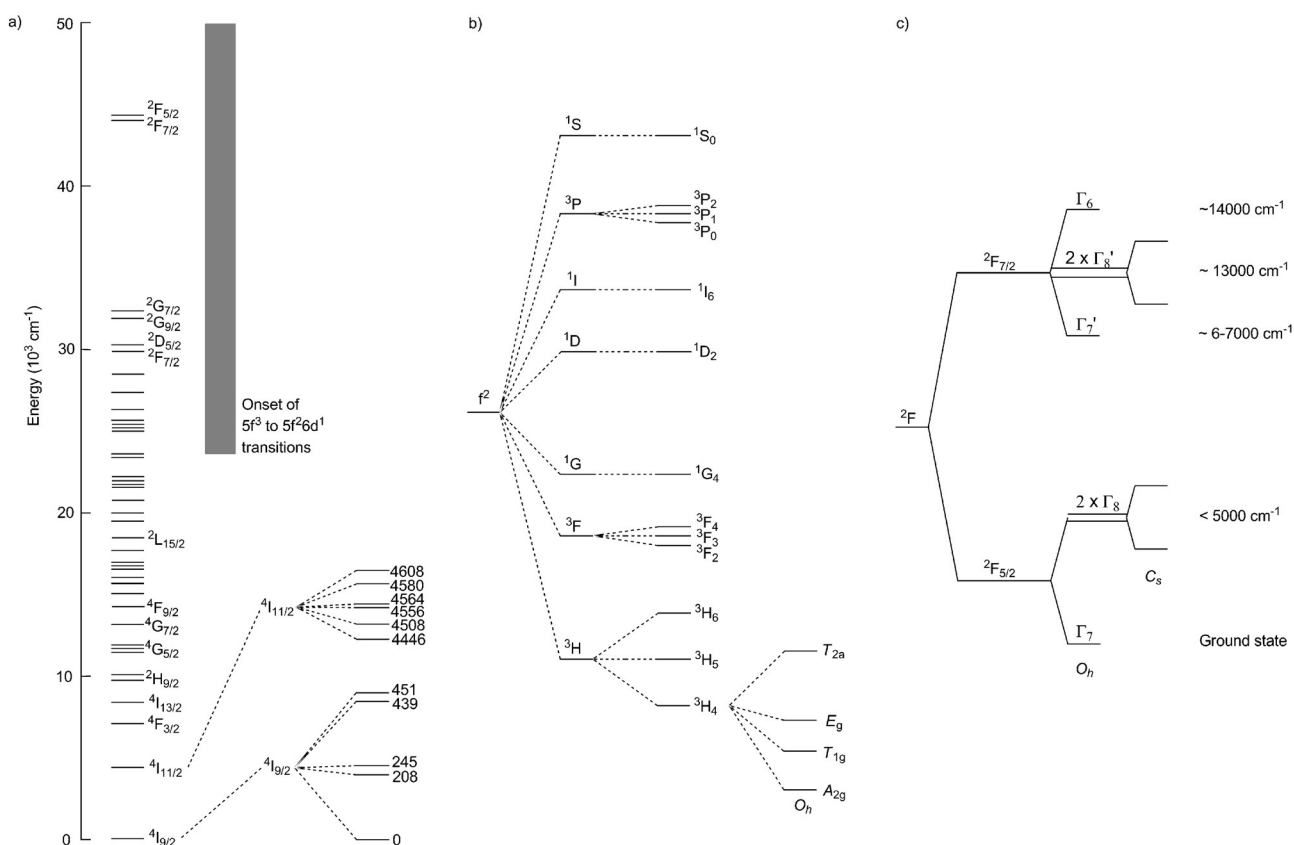 a)
50
40
30
20
10
0
Energy (10³ cm⁻¹)
²F₅/₂
²F₇/₂
²G₇/₂
²G₉/₂
²D₅/₂
²F₇/₂
²L₁₅/₂
⁴F₉/₂
⁴G₇/₂
⁴G₅/₂
²H₉/₂
⁴I₁₃/₂
⁴F₃/₂
⁴I₁₁/₂
⁴I₉/₂
Onset of
5f³ to 5f²6d¹
transitions
⁴I₁₁/₂
4608
4580
4564
4556
4508
4446
⁴I₉/₂
451
439
245
208
0
b)
f²
¹S
¹S₀
³P
³P₂
³P₁
³P₀
¹I
¹I₆
¹D
¹D₂
¹G
¹G₄
³F
³F₄
³F₃
³F₂
³H
³H₆
³H₅
³H₄
T₂ₐ
E_g
T₁g
A₂g
Oₕ
c)
²F
²F₇/₂
Γ₆
~14000 cm⁻¹
2 x Γ₈'
~ 13000 cm⁻¹
Γ₇'
~ 6-7000 cm⁻¹
²F₅/₂
2 x Γ₈
< 5000 cm⁻¹
Cₛ
Γ₇
Ground state
Oₕ